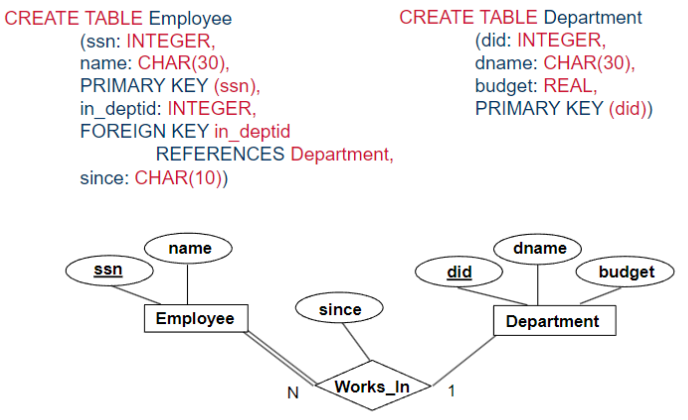 CREATE TABLE Employee
(ssn: INTEGER,
name: CHAR(30),
PRIMARY KEY (ssn),
in_deptid: INTEGER,
FOREIGN KEY in_deptid
REFERENCES Department,
since: CHAR(10))
CREATE TABLE Department
(did: INTEGER,
dname: CHAR(30),
budget: REAL,
PRIMARY KEY (did))
name
ssn
Employee
since
dname
did
budget
Department
N
Works_In
1